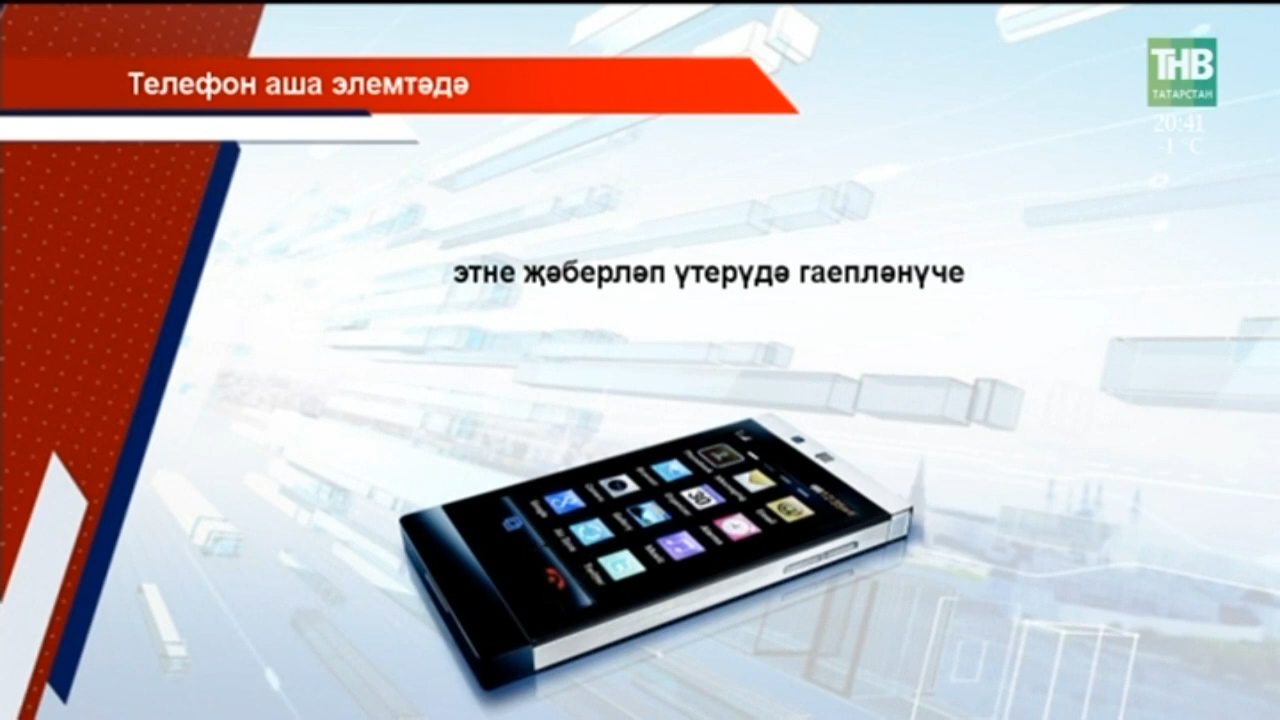 Телефон аша элемтәдә
ТНВ
ТАТАРСТАН
20:41
-1 °C
этне җәберләп үтерүдә гаепләнүче